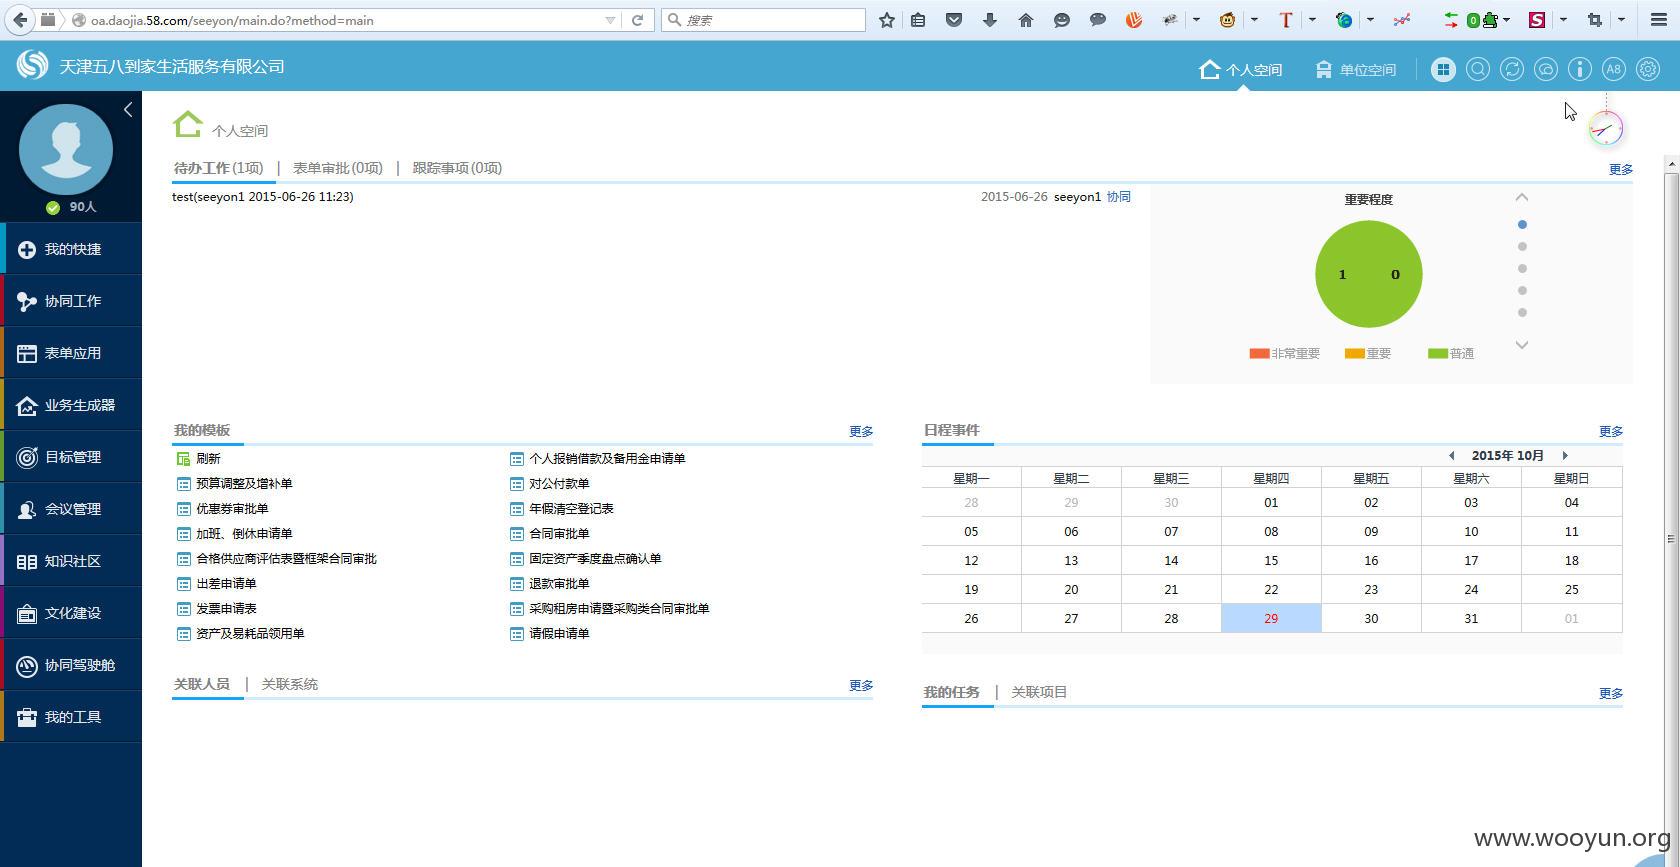 oa.daojia.58.com/seeyon/main.do?method=main
搜索
天津五八到家生活服务有限公司
个人空间
单位空间
A8
90人
我的快捷
协同工作
表单应用
业务生成器
目标管理
会议管理
知识社区
文化建设
协同驾驶舱
我的工具
个人空间
待办工作(1项) | 表单审批(0项) | 跟踪事项(0项)
更多
test(seeyon1 2015-06-26 11:23)
2015-06-26 seeyon1 协同
重要程度
1 0
非常重要 重要 普通
我的模板
更多
刷新
个人报销借款及备用金申请单
预算调整及增补单
对公付款单
优惠券审批单
年假清空登记表
加班、倒休申请单
合同审批单
合格供应商评估表暨框架合同审批
固定资产季度盘点确认单
出差申请单
退款审批单
发票申请表
采购租房申请暨采购类合同审批单
资产及易耗品领用单
请假申请单
日程事件
更多
2015年 10月
星期一 星期二 星期三 星期四 星期五 星期六 星期日
28 29 30 01 02 03 04
05 06 07 08 09 10 11
12 13 14 15 16 17 18
19 20 21 22 23 24 25
26 27 28 29 30 31 01
关联人员 | 关联系统
更多
我的任务 | 关联项目
更多
www.wooyun.org